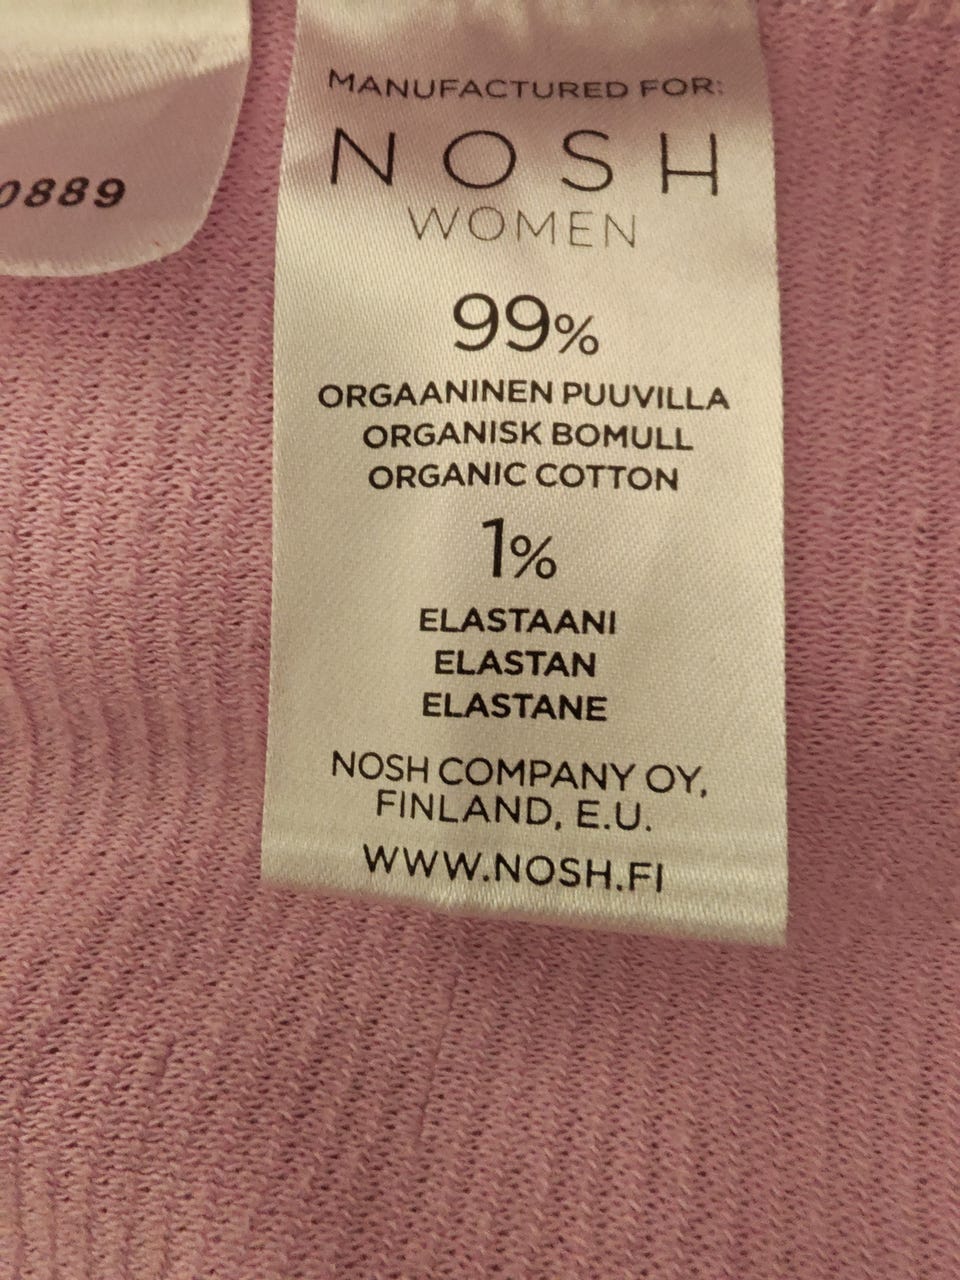 0889
MANUFACTURED FOR:
NOSH
WOMEN
99%
ORGAANINEN PUUVILLA
ORGANISK BOMULL
ORGANIC COTTON
1%
ELASTAANI
ELASTAN
ELASTANE
NOSH COMPANY OY,
FINLAND, E.U.
WWW.NOSH.FI